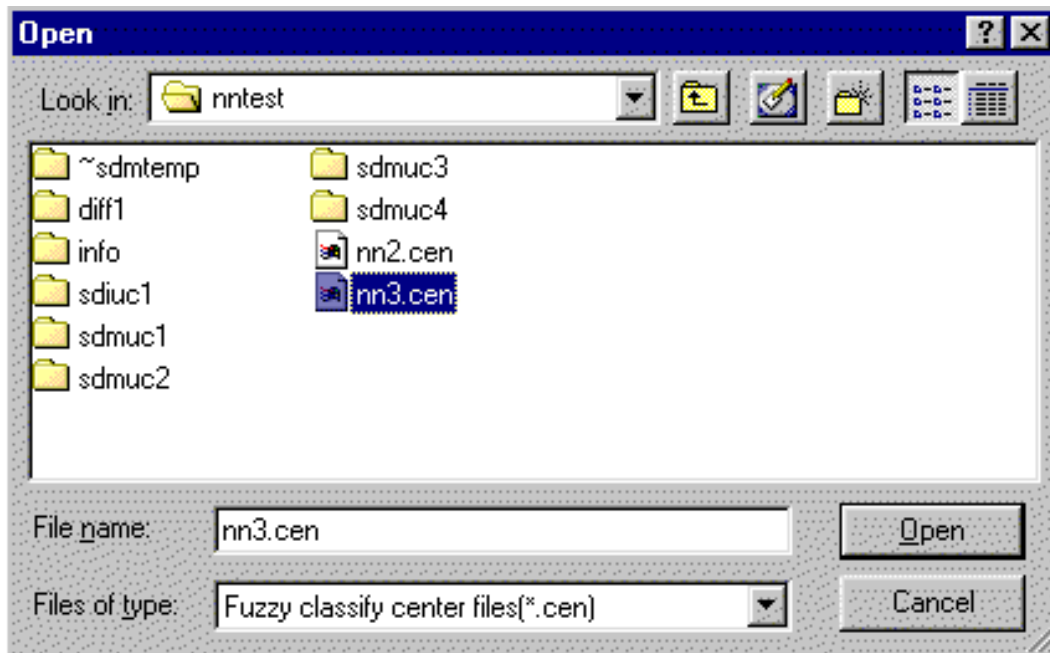 Open
Look in: nntest
~sdmtemp
diff1
info
sdiuc1
sdmuc1
sdmuc2
sdmuc3
sdmuc4
nn2.cen
nn3.cen
File name: nn3.cen Open
Files of type: Fuzzy classify center files(*.cen) Cancel